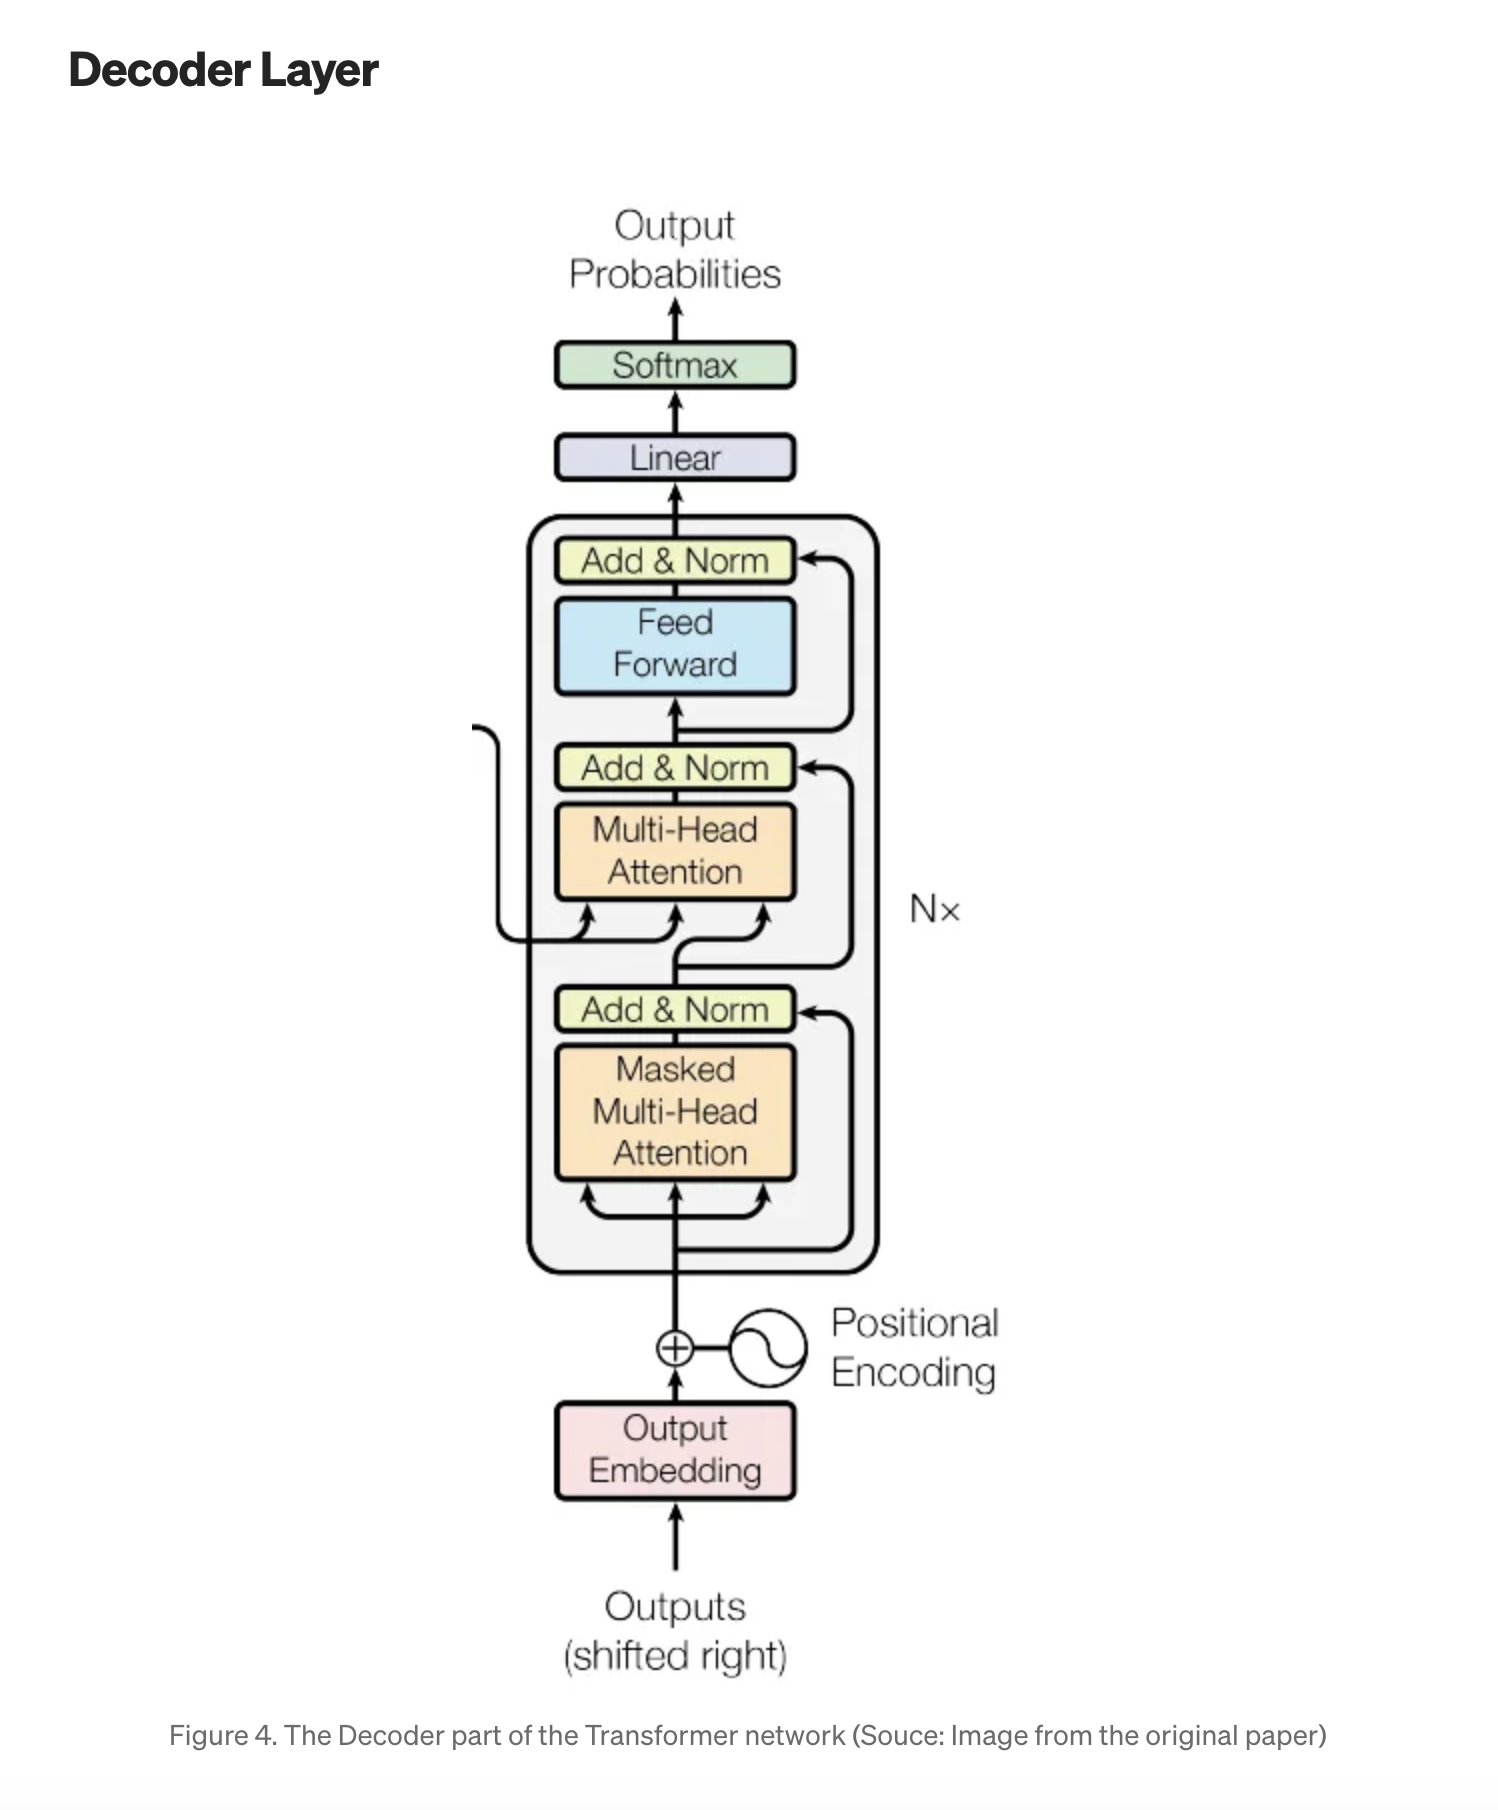 Decoder Layer
Output
Probabilities
Softmax
Linear
Add & Norm
Feed
Forward
Add & Norm
Multi-Head
Attention
Nx
Add & Norm
Masked
Multi-Head
Attention
Positional
Encoding
Output
Embedding
Outputs
(shifted right)
Figure 4. The Decoder part of the Transformer network (Souce: Image from the original paper)